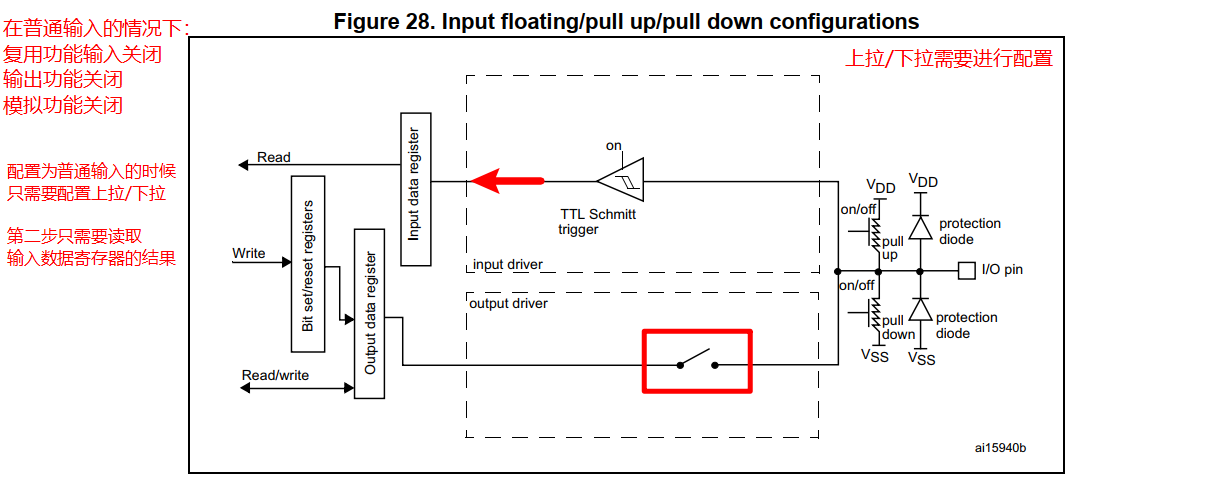 Figure 28. Input floating/pull up/pull down configurations
在普通输入的情况下:
复用功能输入关闭
输出功能关闭
模拟功能关闭
上拉/下拉需要进行配置
配置为普通输入的时候
只需要配置上拉/下拉
第二步只需要读取
输入数据寄存器的结果
Read
Write
Read/write
Bit set/reset registers
Output data register
Input data register
on
TTL Schmitt
trigger
input driver
output driver
VDD
VDD
on/off
pull
up
protection
diode
I/O pin
on/off
pull
down
protection
diode
VSS
VSS
ai15940b